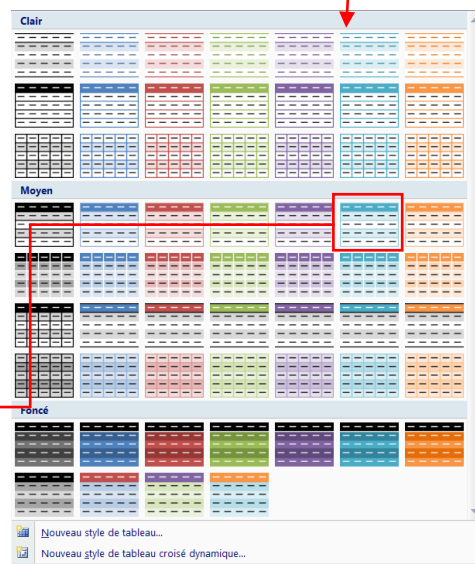 Clair
Moyen
Foncé
Nouveau style de tableau...
Nouveau style de tableau croisé dynamique...